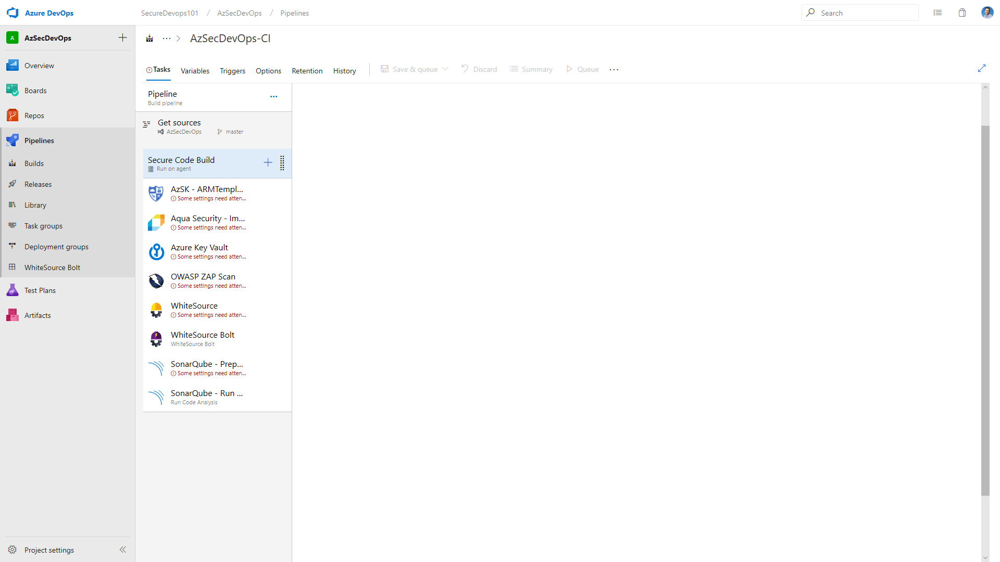 Azure DevOps
SecureDevops101 / AzSecDevOps / Pipelines
Search
A AzSecDevOps
Overview
Boards
Repos
Pipelines
Builds
Releases
Library
Task groups
Deployment groups
WhiteSource Bolt
Test Plans
Artifacts
Project settings
... AzSecDevOps-CI
Tasks Variables Triggers Options Retention History Save & queue Discard Summary Queue ...
Pipeline ...
Build pipeline
Get sources
AzSecDevOps master
Secure Code Build
Run on agent
AzSK - ARMTempl...
Some settings need atten...
Aqua Security - Im...
Some settings need atten...
Azure Key Vault
Some settings need atten...
OWASP ZAP Scan
Some settings need atten...
WhiteSource
Some settings need atten...
WhiteSource Bolt
WhiteSource Bolt
SonarQube - Prep...
Some settings need atten...
SonarQube - Run ...
Run Code Analysis